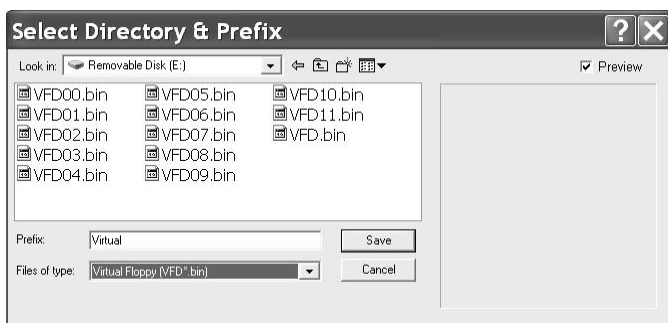 Select Directory & Prefix
Look in: Removable Disk (E:) Preview
VFD00.bin VFD05.bin VFD10.bin
VFD01.bin VFD06.bin VFD11.bin
VFD02.bin VFD07.bin VFD.bin
VFD03.bin VFD08.bin
VFD04.bin VFD09.bin
Prefix: Virtual Save
Files of type: Virtual Floppy (VFD*.bin) Cancel